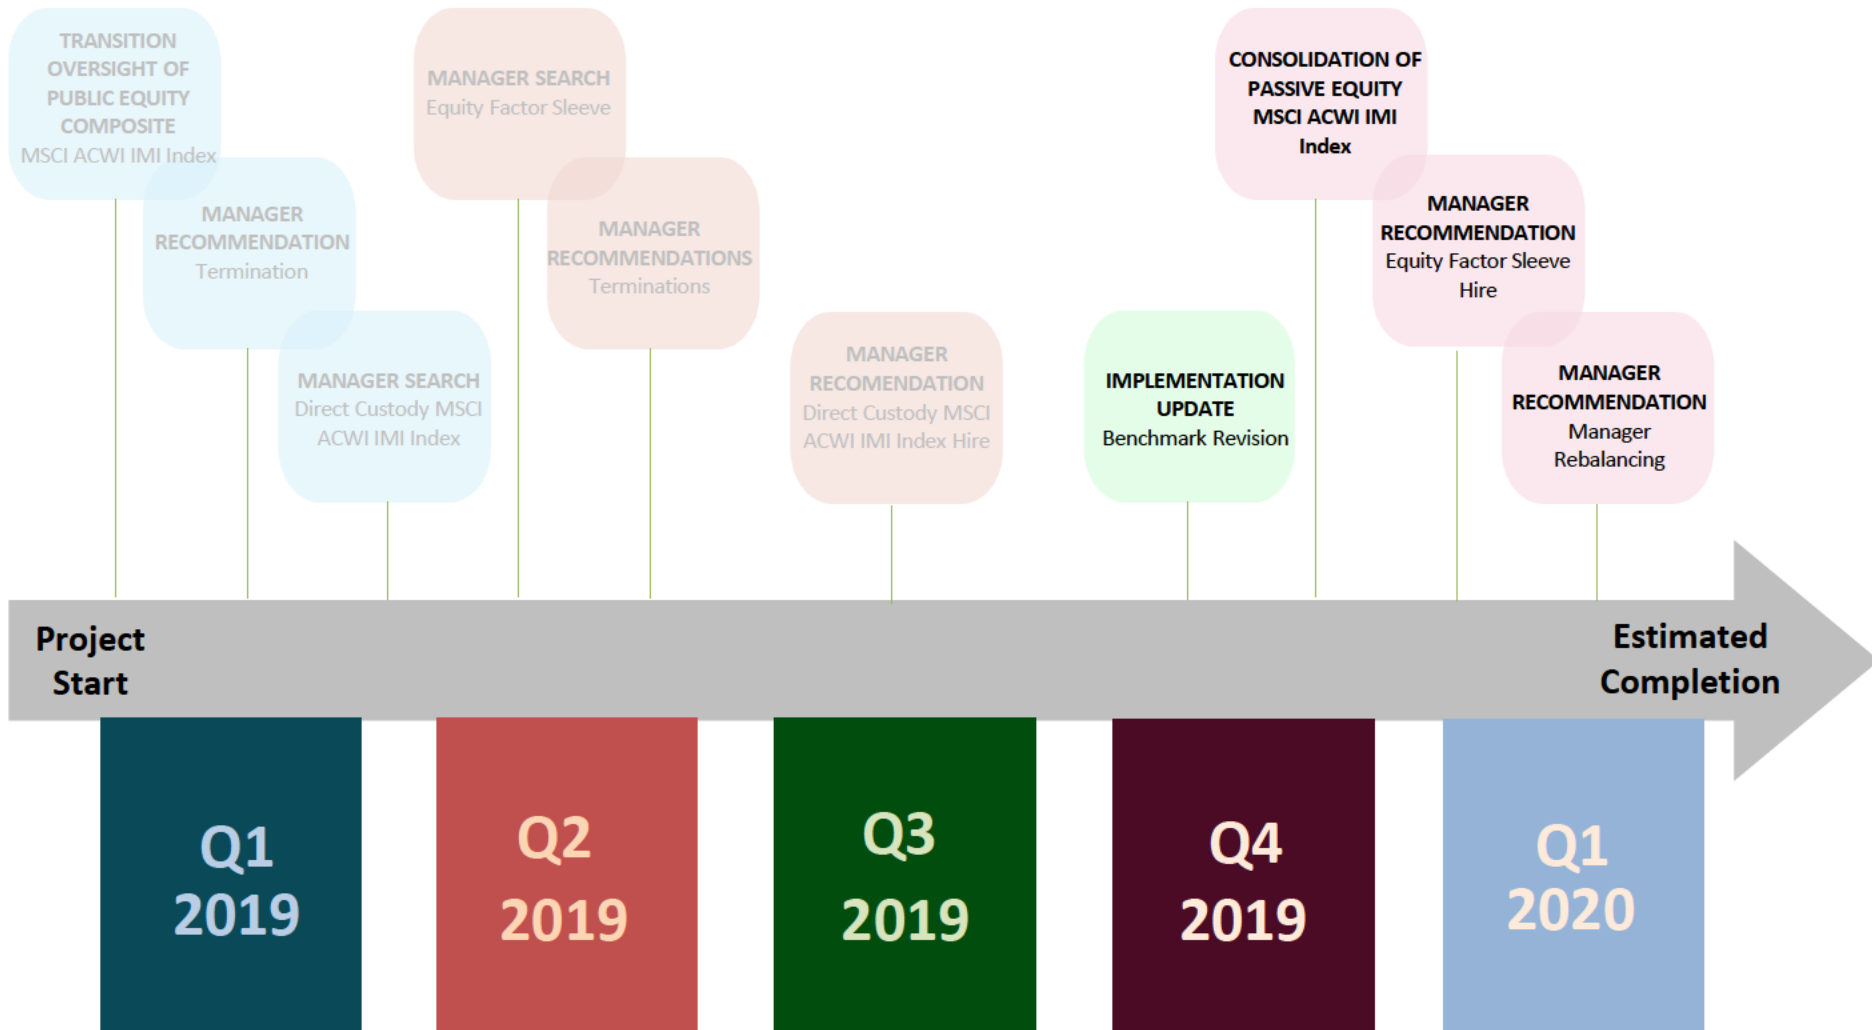 TRANSITION
OVERSIGHT OF
PUBLIC EQUITY
COMPOSITE
MSCI ACWI IMI Index
MANAGER
RECOMMENDATION
Termination
MANAGER SEARCH
Direct Custody MSCI
ACWI IMI Index
MANAGER SEARCH
Equity Factor Sleeve
MANAGER
RECOMMENDATIONS
Terminations
MANAGER
RECOMENDATION
Direct Custody MSCI
ACWI IMI Index Hire
IMPLEMENTATION
UPDATE
Benchmark Revision
CONSOLIDATION OF
PASSIVE EQUITY
MSCI ACWI IMI
Index
MANAGER
RECOMMENDATION
Equity Factor Sleeve
Hire
MANAGER
RECOMMENDATION
Manager
Rebalancing
Project
Start
Estimated
Completion
Q1
2019
Q2
2019
Q3
2019
Q4
2019
Q1
2020